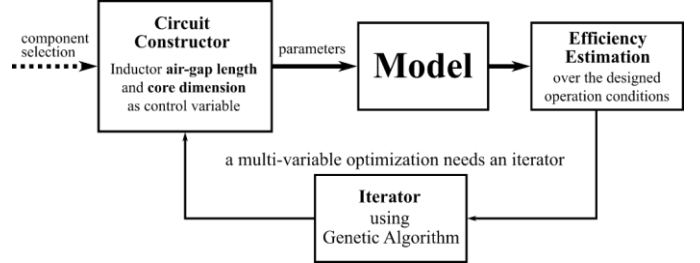 component
selection
Circuit
Constructor
Inductor air-gap length
and core dimension
as control variable
parameters
Model
Efficiency
Estimation
over the designed
operation conditions
a multi-variable optimization needs an iterator
Iterator
using
Genetic Algorithm